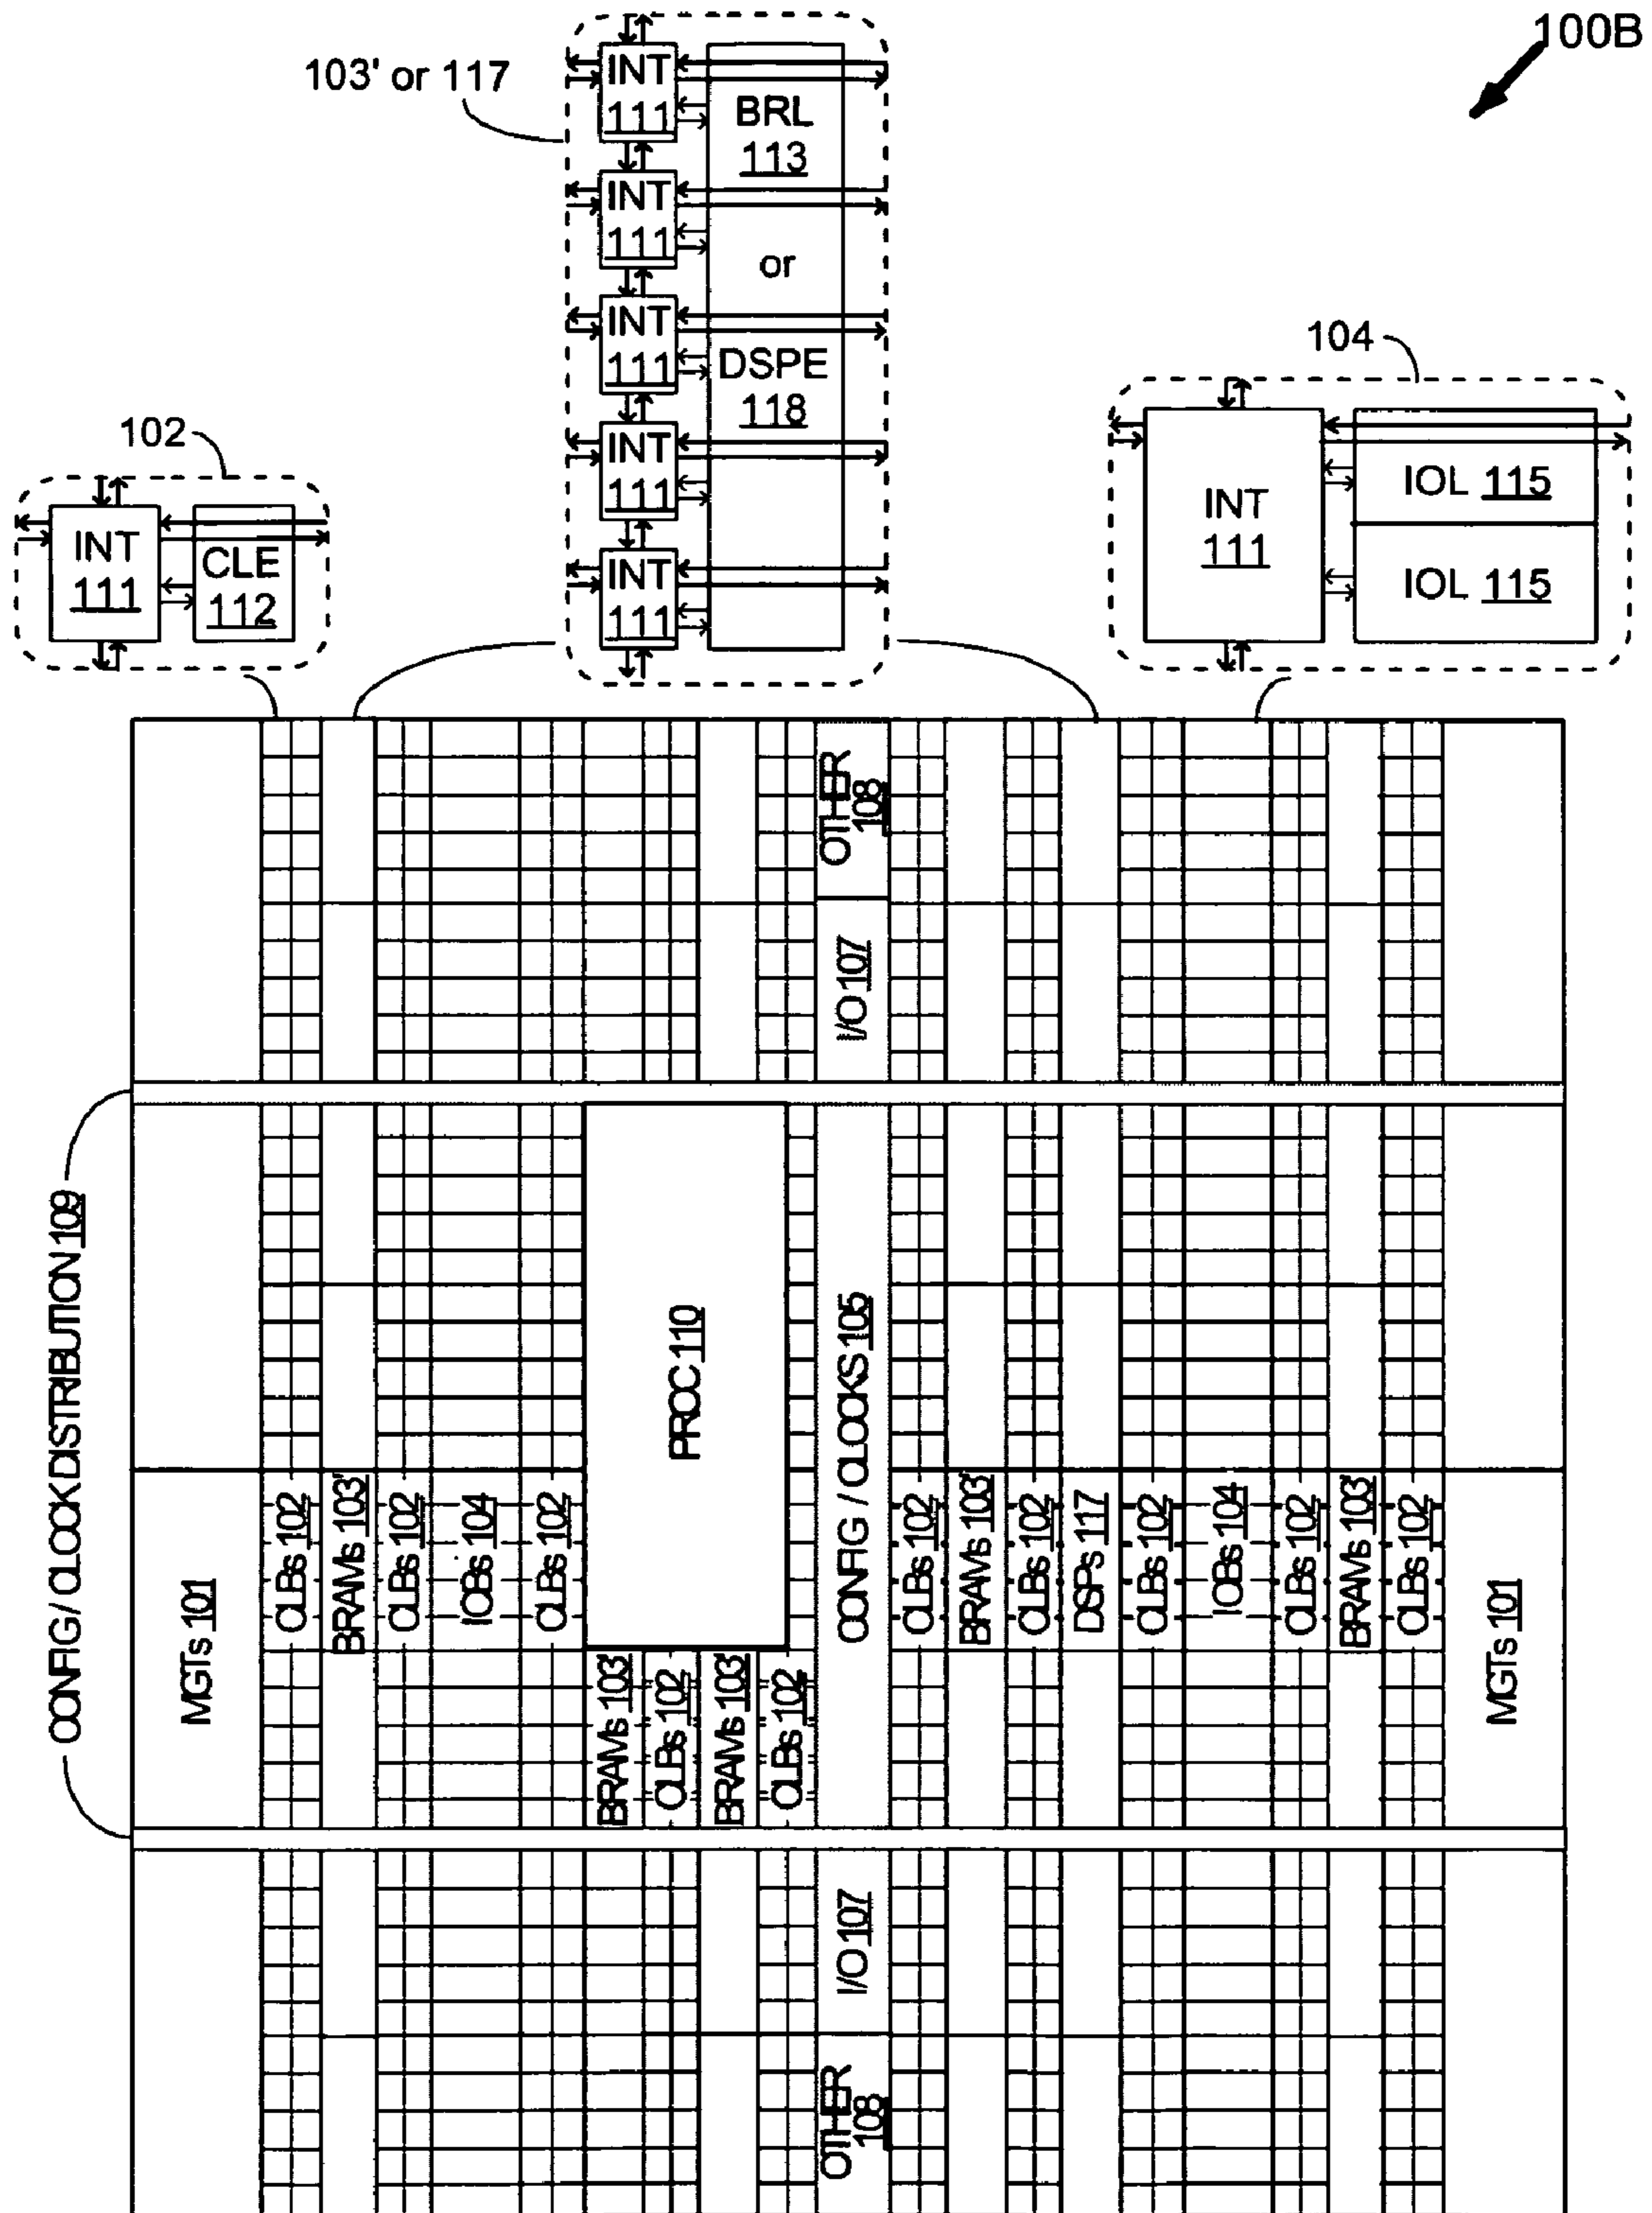 100B
103' or 117
INT
111
BRL
113
INT
111
or
INT
111
DSPE
118
INT
111
INT
111
104
INT
111
IOL 115
IOL 115
102
INT
111
CLE
112
OTHER
108
I/O 107
CONFIG / CLOCK DISTRIBUTION 109
PROC 110
CONFIG / CLOCKS 105
MGTs 101
CLBs 102
BRAMs 103'
CLBs 102
IOBs 104
CLBs 102
BRAMs 103'
CLBs 102
BRAMs 103'
CLBs 102
CLBs 102
BRAMs 103'
CLBs 102
DSPs 117
CLBs 102
IOBs 104
CLBs 102
BRAMs 103'
CLBs 102
MGTs 101
I/O 107
OTHER
108